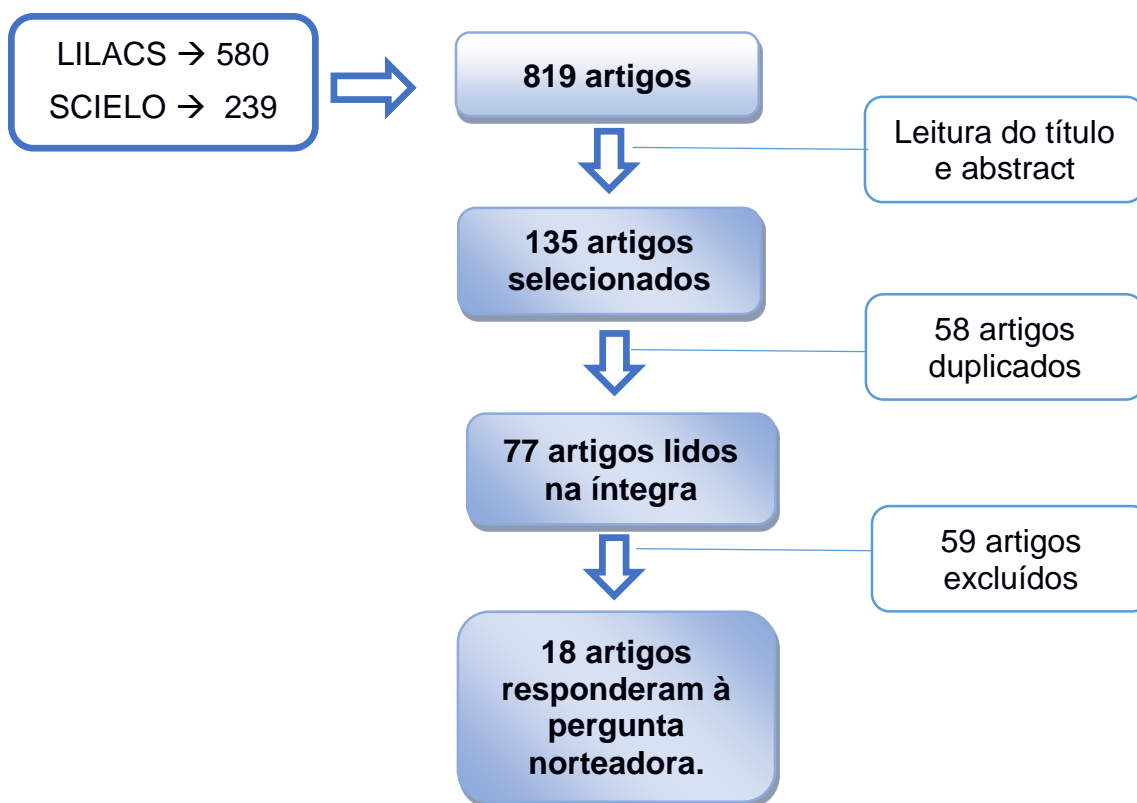 LILACS → 580
SCIELO → 239
819 artigos
Leitura do título
e abstract
135 artigos
selecionados
58 artigos
duplicados
77 artigos lidos
na íntegra
59 artigos
excluídos
18 artigos
responderam à
pergunta
norteadora.